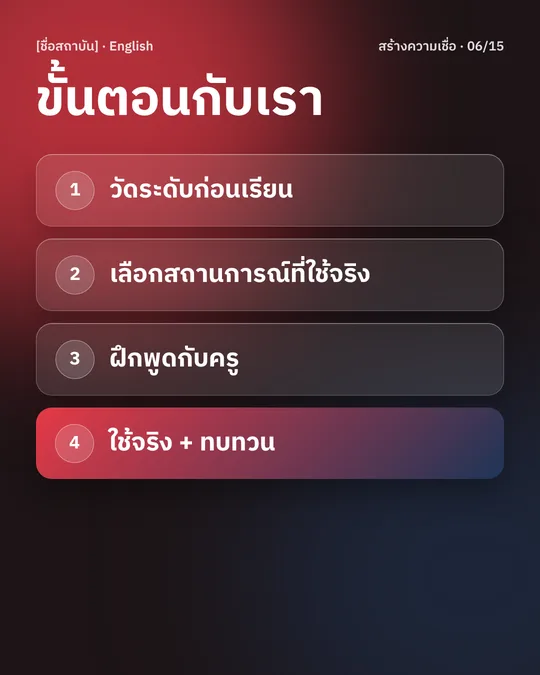 [ชื่อสถาบัน] · English
สร้างความเชื่อ · 06/15
ขั้นตอนกับเรา
1 วัดระดับก่อนเรียน
2 เลือกสถานการณ์ที่ใช้จริง
3 ฝึกพูดกับครู
4 ใช้จริง + ทบทวน